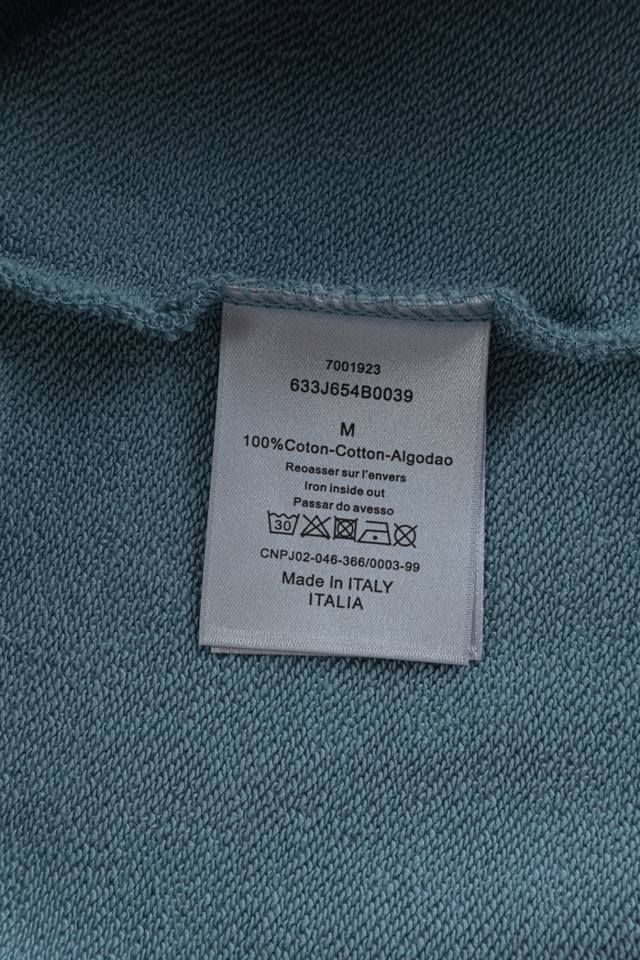 7001923
633J654B0039
M
100%Coton-Cotton-Algodao
Reoasser sur l'envers
Iron inside out
Passar do avesso
30
CNPJ02-046-366/0003-99
Made In ITALY
ITALIA